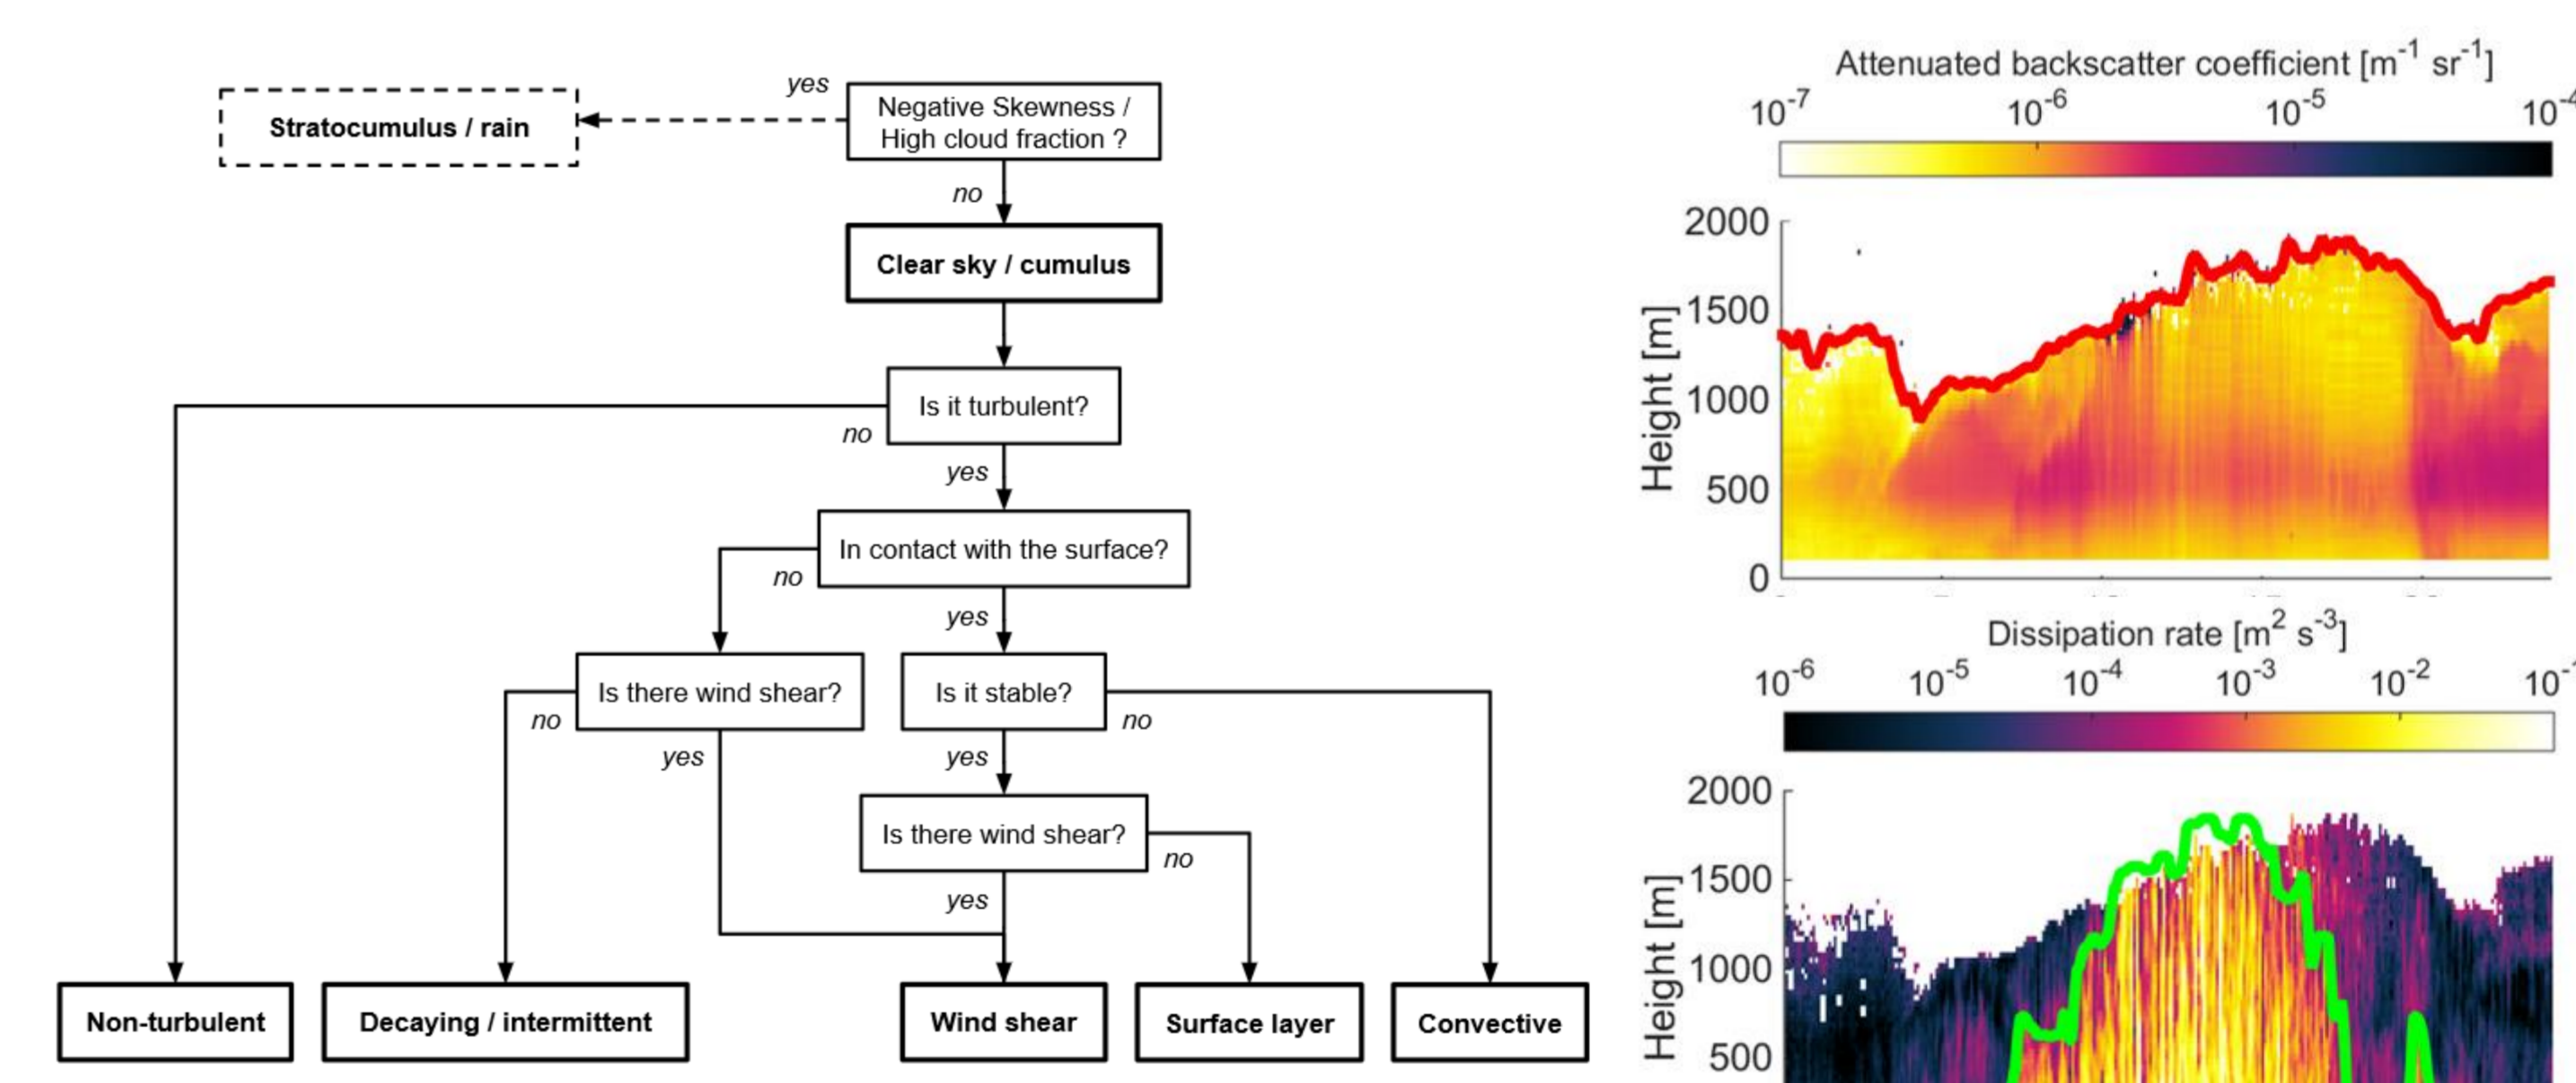 yes
Negative Skewness /
High cloud fraction ?
Stratocumulus / rain
no
Clear sky / cumulus
Is it turbulent?
no
yes
In contact with the surface?
no
yes
Is there wind shear?
Is it stable?
no
no
yes
yes
Is there wind shear?
no
yes
Non-turbulent
Decaying / intermittent
Wind shear
Surface layer
Convective
Attenuated backscatter coefficient [m⁻¹ sr⁻¹]
10⁻⁷ 10⁻⁶ 10⁻⁵
2000
1500
1000
500
0
Height [m]
Dissipation rate [m² s⁻³]
10⁻⁶ 10⁻⁵ 10⁻⁴ 10⁻³ 10⁻²
2000
1500
1000
500
Height [m]